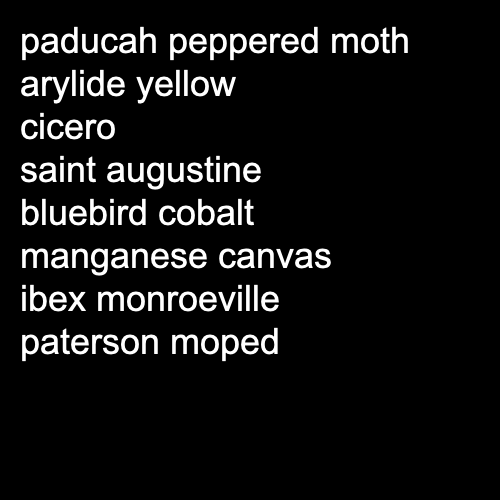 paducah peppered moth
arylide yellow
cicero
saint augustine
bluebird cobalt
manganese canvas
ibex monroeville
paterson moped